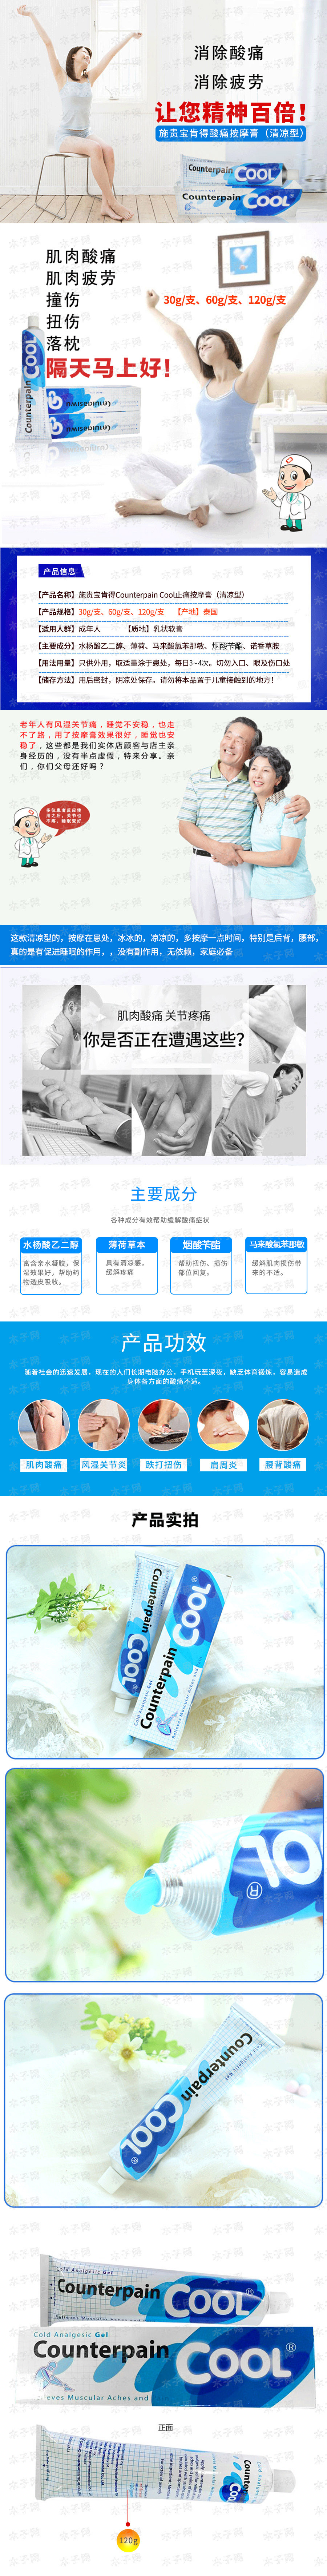 消除酸痛
消除疲劳
让您精神百倍！
施贵宝肯得酸痛按摩膏（清凉型）
Counterpain COOL
Counterpain COOL
肌肉酸痛
肌肉疲劳
撞伤
扭伤
落枕
隔天马上好！
30g/支、60g/支、120g/支
Counterpain COOL
产品信息
【产品名称】施贵宝肯得Counterpain Cool止痛按摩膏（清凉型）
【产品规格】30g/支、60g/支、120g/支 【产地】泰国
【适用人群】成年人 【质地】乳状软膏
【主要成分】水杨酸乙二醇、薄荷、马来酸氯苯那敏、烟酸苄酯、诺香草胺
【用法用量】只供外用，取适量涂于患处，每日3-4次。切勿入口、眼及伤口处
【储存方法】用后密封，阴凉处保存。请勿将本品置于儿童接触到的地方！
老年人有风湿关节痛，睡觉不安稳，也走
不了路，用了按摩膏效果很好，睡觉也安
稳了，这些都是我们实体店顾客与店主亲
身经历的，没有半点虚假，特来分享。亲
们，你们父母还好吗？
这款清凉型的，按摩在患处，冰冰的，凉凉的，多按摩一点时间，特别是后背，腰部，
真的是有促进睡眠的作用，，没有副作用，无依赖，家庭必备
肌肉酸痛 关节疼痛
你是否正在遭遇这些？
主要成分
各种成分有效帮助缓解酸痛症状
水杨酸乙二醇
富含亲水凝胶，保
湿效果好，帮助药
物透皮吸收。
薄荷草本
具有清凉感，
缓解疼痛
烟酸苄酯
帮助扭伤、损伤
部位回复。
马来酸氯苯那敏
缓解肌肉损伤带
来的不适。
产品功效
随着社会的迅速发展，现在的人们长期电脑办公，手机玩至深夜，缺乏体育锻炼，容易造成
身体各方面的酸痛不适。
肌肉酸痛
风湿关节炎
跌打扭伤
肩周炎
腰背酸痛
产品实拍
Counterpain COOL
Cold Analgesic Gel
Counterpain COOL
OL
®
Counterpain COOL
Cold Analgesic Gel
Counterpain COOL®
Relieves Muscular Aches and
Cold Analgesic Gel
Counterpain COOL®
eves Muscular Aches and
正面
120g